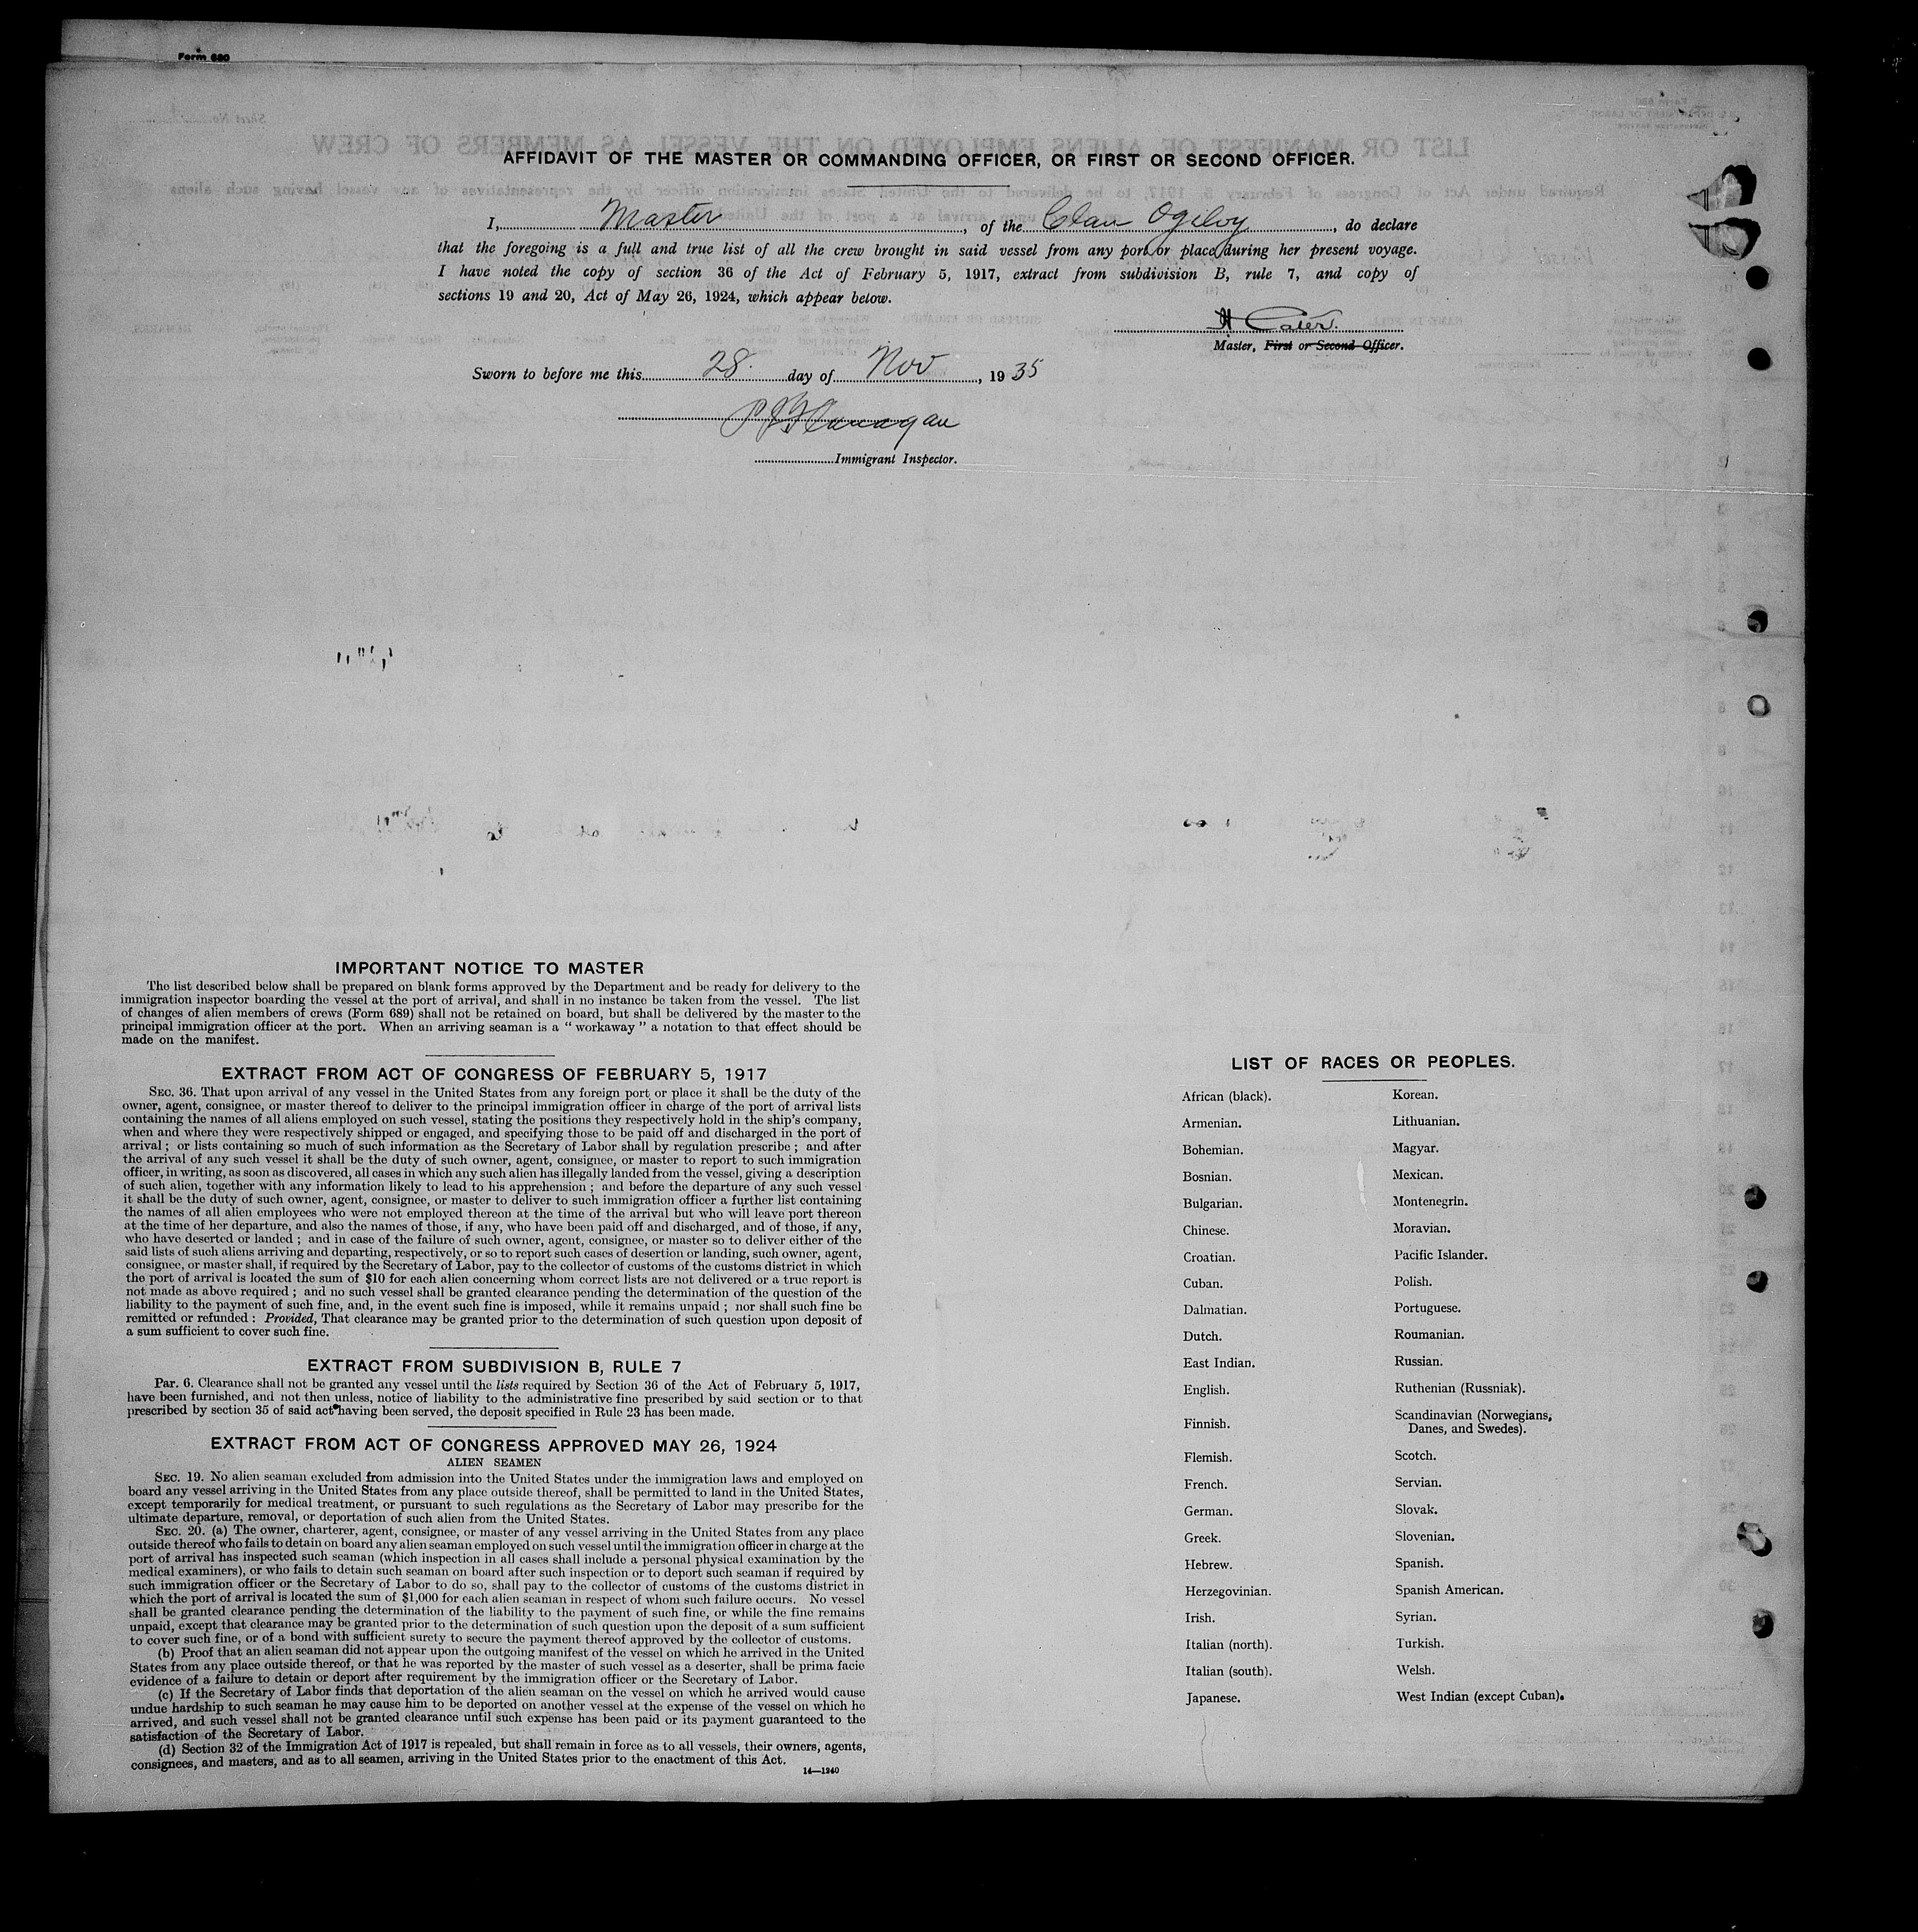 Form 680
AFFIDAVIT OF THE MASTER OR COMMANDING OFFICER, OR FIRST OR SECOND OFFICER.
I, Master, of the Clan Ogilvy, do declare
that the foregoing is a full and true list of all the crew brought in said vessel from any port or place during her present voyage.
I have noted the copy of section 36 of the Act of February 5, 1917, extract from subdivision B, rule 7, and copy of
sections 19 and 20, Act of May 26, 1924, which appear below.
Master, First or Second Officer.
Sworn to before me this 28. day of Nov, 1935
Immigrant Inspector.
IMPORTANT NOTICE TO MASTER
The list described below shall be prepared on blank forms approved by the Department and be ready for delivery to the
immigration inspector boarding the vessel at the port of arrival, and shall in no instance be taken from the vessel. The list
of changes of alien members of crews (Form 689) shall not be retained on board, but shall be delivered by the master to the
principal immigration officer at the port. When an arriving seaman is a "workaway" a notation to that effect should be
made on the manifest.
EXTRACT FROM ACT OF CONGRESS OF FEBRUARY 5, 1917
SEC. 36. That upon arrival of any vessel in the United States from any foreign port or place it shall be the duty of the
owner, agent, consignee, or master thereof to deliver to the principal immigration officer in charge of the port of arrival lists
containing the names of all aliens employed on such vessel, stating the positions they respectively hold in the ship's company,
when and where they were respectively shipped or engaged, and specifying those to be paid off and discharged in the port of
arrival; or lists containing so much of such information as the Secretary of Labor shall by regulation prescribe; and after
the arrival of any such vessel it shall be the duty of such owner, agent, consignee, or master to report to such immigration
officer, in writing, as soon as discovered, all cases in which any such alien has illegally landed from the vessel, giving a description
of such alien, together with any information likely to lead to his apprehension; and before the departure of any such vessel
it shall be the duty of such owner, agent, consignee, or master to deliver to such immigration officer a further list containing
the names of all alien employees who were not employed thereon at the time of the arrival but who will leave port thereon
at the time of her departure, and also the names of those, if any, who have been paid off and discharged, and of those, if any,
who have deserted or landed; and in case of the failure of such owner, agent, consignee, or master so to deliver either of the
said lists of such aliens arriving and departing, respectively, or so to report such cases of desertion or landing, such owner, agent,
consignee, or master shall, if required by the Secretary of Labor, pay to the collector of customs of the customs district in which
the port of arrival is located the sum of $10 for each alien concerning whom correct lists are not delivered or a true report is
not made as above required; and no such vessel shall be granted clearance pending the determination of the question of the
liability to the payment of such fine, and, in the event such fine is imposed, while it remains unpaid; nor shall such fine be
remitted or refunded: Provided, That clearance may be granted prior to the determination of such question upon deposit of
a sum sufficient to cover such fine.
EXTRACT FROM SUBDIVISION B, RULE 7
Par. 6. Clearance shall not be granted any vessel until the lists required by Section 36 of the Act of February 5, 1917,
have been furnished, and not then unless, notice of liability to the administrative fine prescribed by said section or to that
prescribed by section 35 of said act having been served, the deposit specified in Rule 23 has been made.
EXTRACT FROM ACT OF CONGRESS APPROVED MAY 26, 1924
ALIEN SEAMEN
SEC. 19. No alien seaman excluded from admission into the United States under the immigration laws and employed on
board any vessel arriving in the United States from any place outside thereof, shall be permitted to land in the United States,
except temporarily for medical treatment, or pursuant to such regulations as the Secretary of Labor may prescribe for the
ultimate departure, removal, or deportation of such alien from the United States.
SEC. 20. (a) The owner, charterer, agent, consignee, or master of any vessel arriving in the United States from any place
outside thereof who fails to detain on board any alien seaman employed on such vessel until the immigration officer in charge at the
port of arrival has inspected such seaman (which inspection in all cases shall include a personal physical examination by the
medical examiners), or who fails to detain such seaman on board after such inspection or to deport such seaman if required by
such immigration officer or the Secretary of Labor to do so, shall pay to the collector of customs of the customs district in
which the port of arrival is located the sum of $1,000 for each alien seaman in respect of whom such failure occurs. No vessel
shall be granted clearance pending the determination of the liability to the payment of such fine, or while the fine remains
unpaid, except that clearance may be granted prior to the determination of such question upon the deposit of a sum sufficient
to cover such fine, or of a bond with sufficient surety to secure the payment thereof approved by the collector of customs.
(b) Proof that an alien seaman did not appear upon the outgoing manifest of the vessel on which he arrived in the United
States from any place outside thereof, or that he was reported by the master of such vessel as a deserter, shall be prima facie
evidence of a failure to detain or deport after requirement by the immigration officer or the Secretary of Labor.
(c) If the Secretary of Labor finds that deportation of the alien seaman on the vessel on which he arrived would cause
undue hardship to such seaman he may cause him to be deported on another vessel at the expense of the vessel on which he
arrived, and such vessel shall not be granted clearance until such expense has been paid or its payment guaranteed to the
satisfaction of the Secretary of Labor.
(d) Section 32 of the Immigration Act of 1917 is repealed, but shall remain in force as to all vessels, their owners, agents,
consignees, and masters, and as to all seamen, arriving in the United States prior to the enactment of this Act.
14—1240
LIST OF RACES OR PEOPLES.
African (black).
Armenian.
Bohemian.
Bosnian.
Bulgarian.
Chinese.
Croatian.
Cuban.
Dalmatian.
Dutch.
East Indian.
English.
Finnish.
Flemish.
French.
German.
Greek.
Hebrew.
Herzegovinian.
Irish.
Italian (north).
Italian (south).
Japanese.
Korean.
Lithuanian.
Magyar.
Mexican.
Montenegrin.
Moravian.
Pacific Islander.
Polish.
Portuguese.
Roumanian.
Russian.
Ruthenian (Russniak).
Scandinavian (Norwegians,
Danes, and Swedes).
Scotch.
Servian.
Slovak.
Slovenian.
Spanish.
Spanish American.
Syrian.
Turkish.
Welsh.
West Indian (except Cuban).